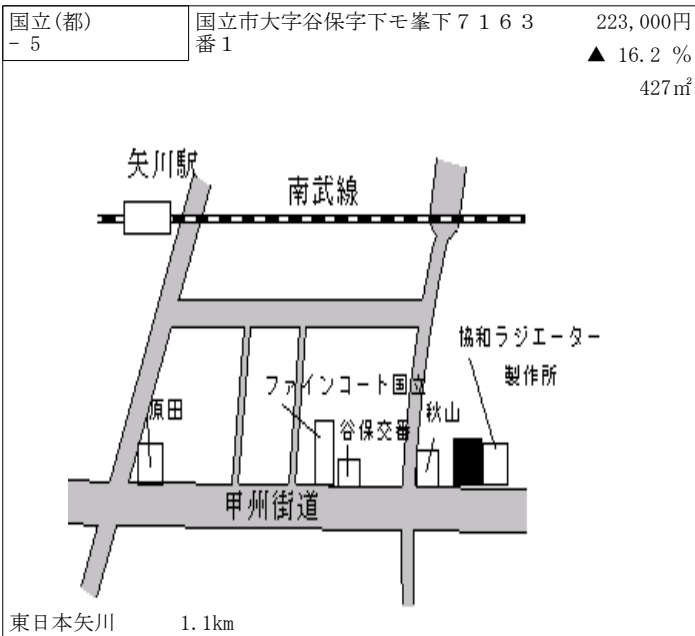 国立(都)
- 5
国立市大字谷保字下モ峯下７１６３
番１
223,000円
▲ 16.2 %
427㎡
矢川駅
南武線
協和ラジエーター
製作所
ファインコート国立
原田
谷保交番
秋山
甲州街道
東日本矢川 1.1km